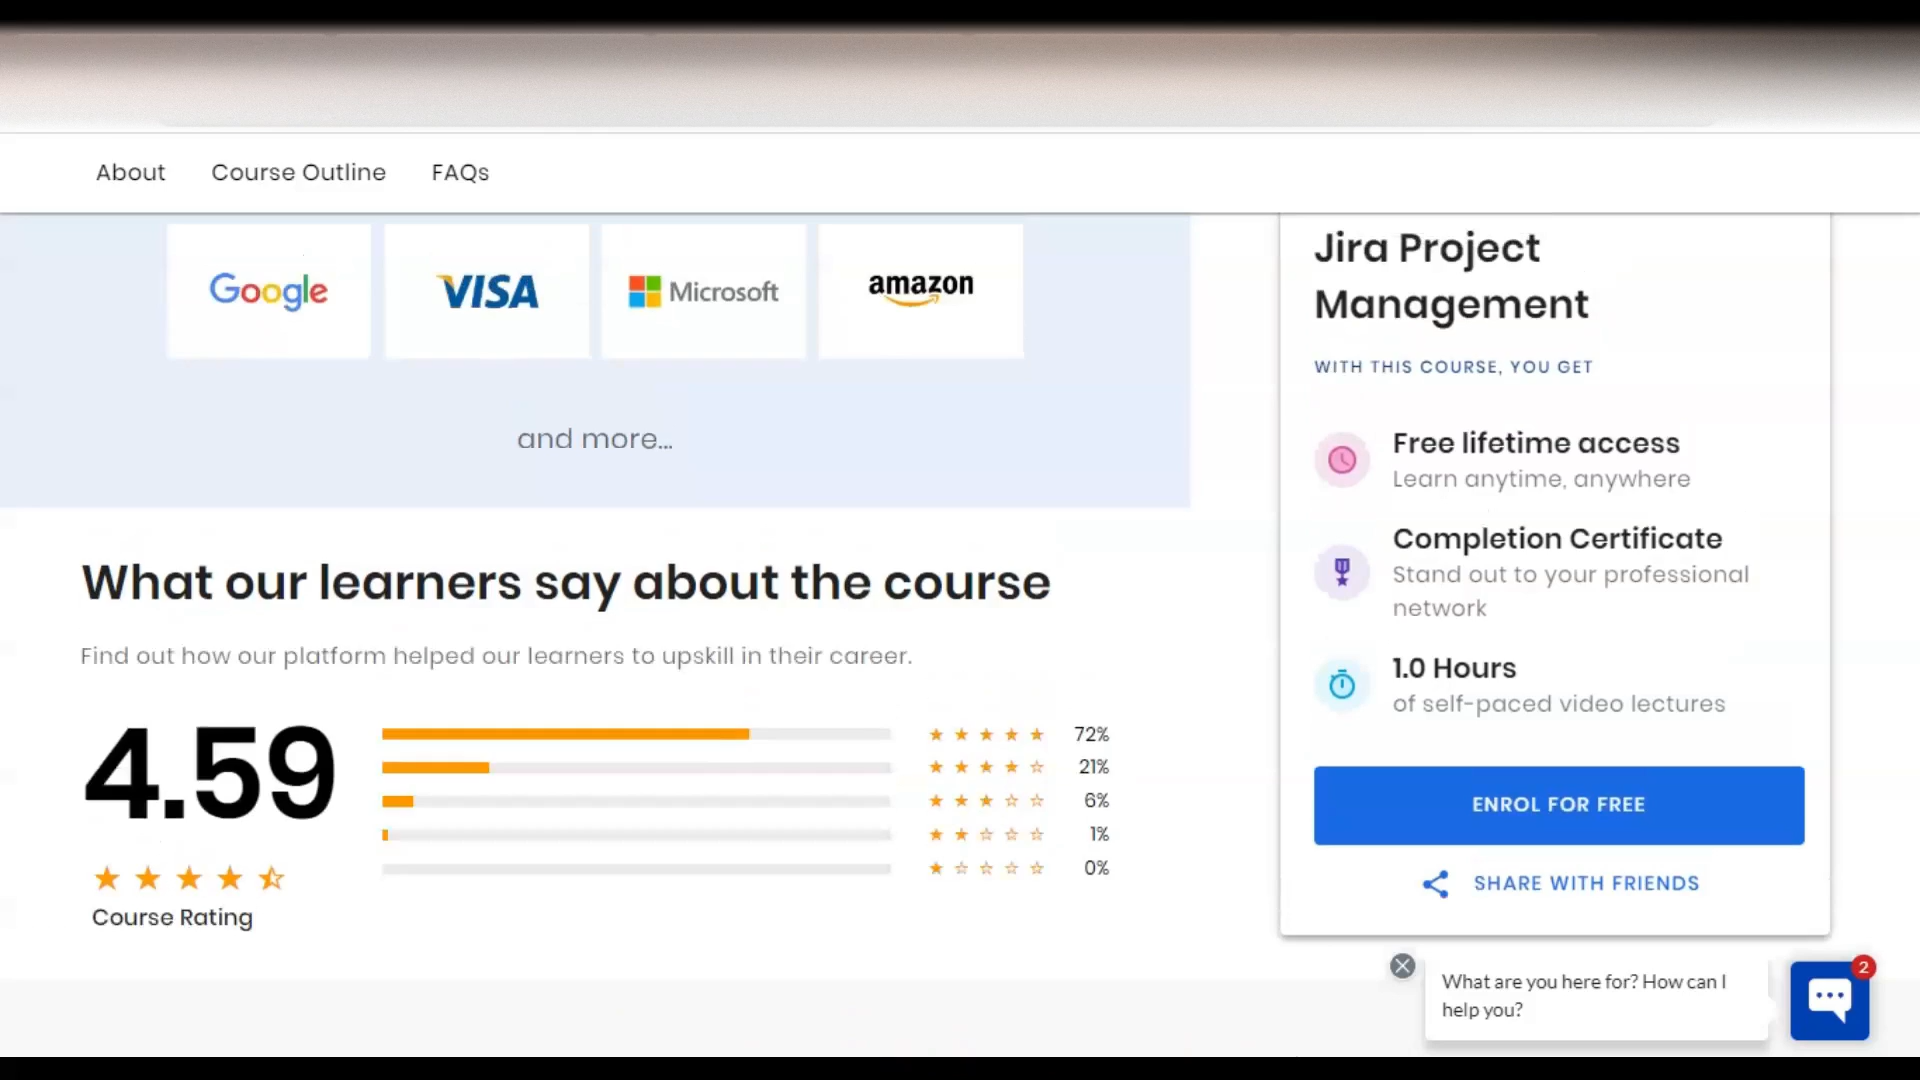 About Course Outline FAQs
Google VISA Microsoft amazon
and more...
What our learners say about the course
Find out how our platform helped our learners to upskill in their career.
4.59
Course Rating
72%
21%
6%
1%
0%
Jira Project
Management
WITH THIS COURSE, YOU GET
Free lifetime access
Learn anytime, anywhere
Completion Certificate
Stand out to your professional
network
1.0 Hours
of self-paced video lectures
ENROL FOR FREE
SHARE WITH FRIENDS
What are you here for? How can I
help you?
2